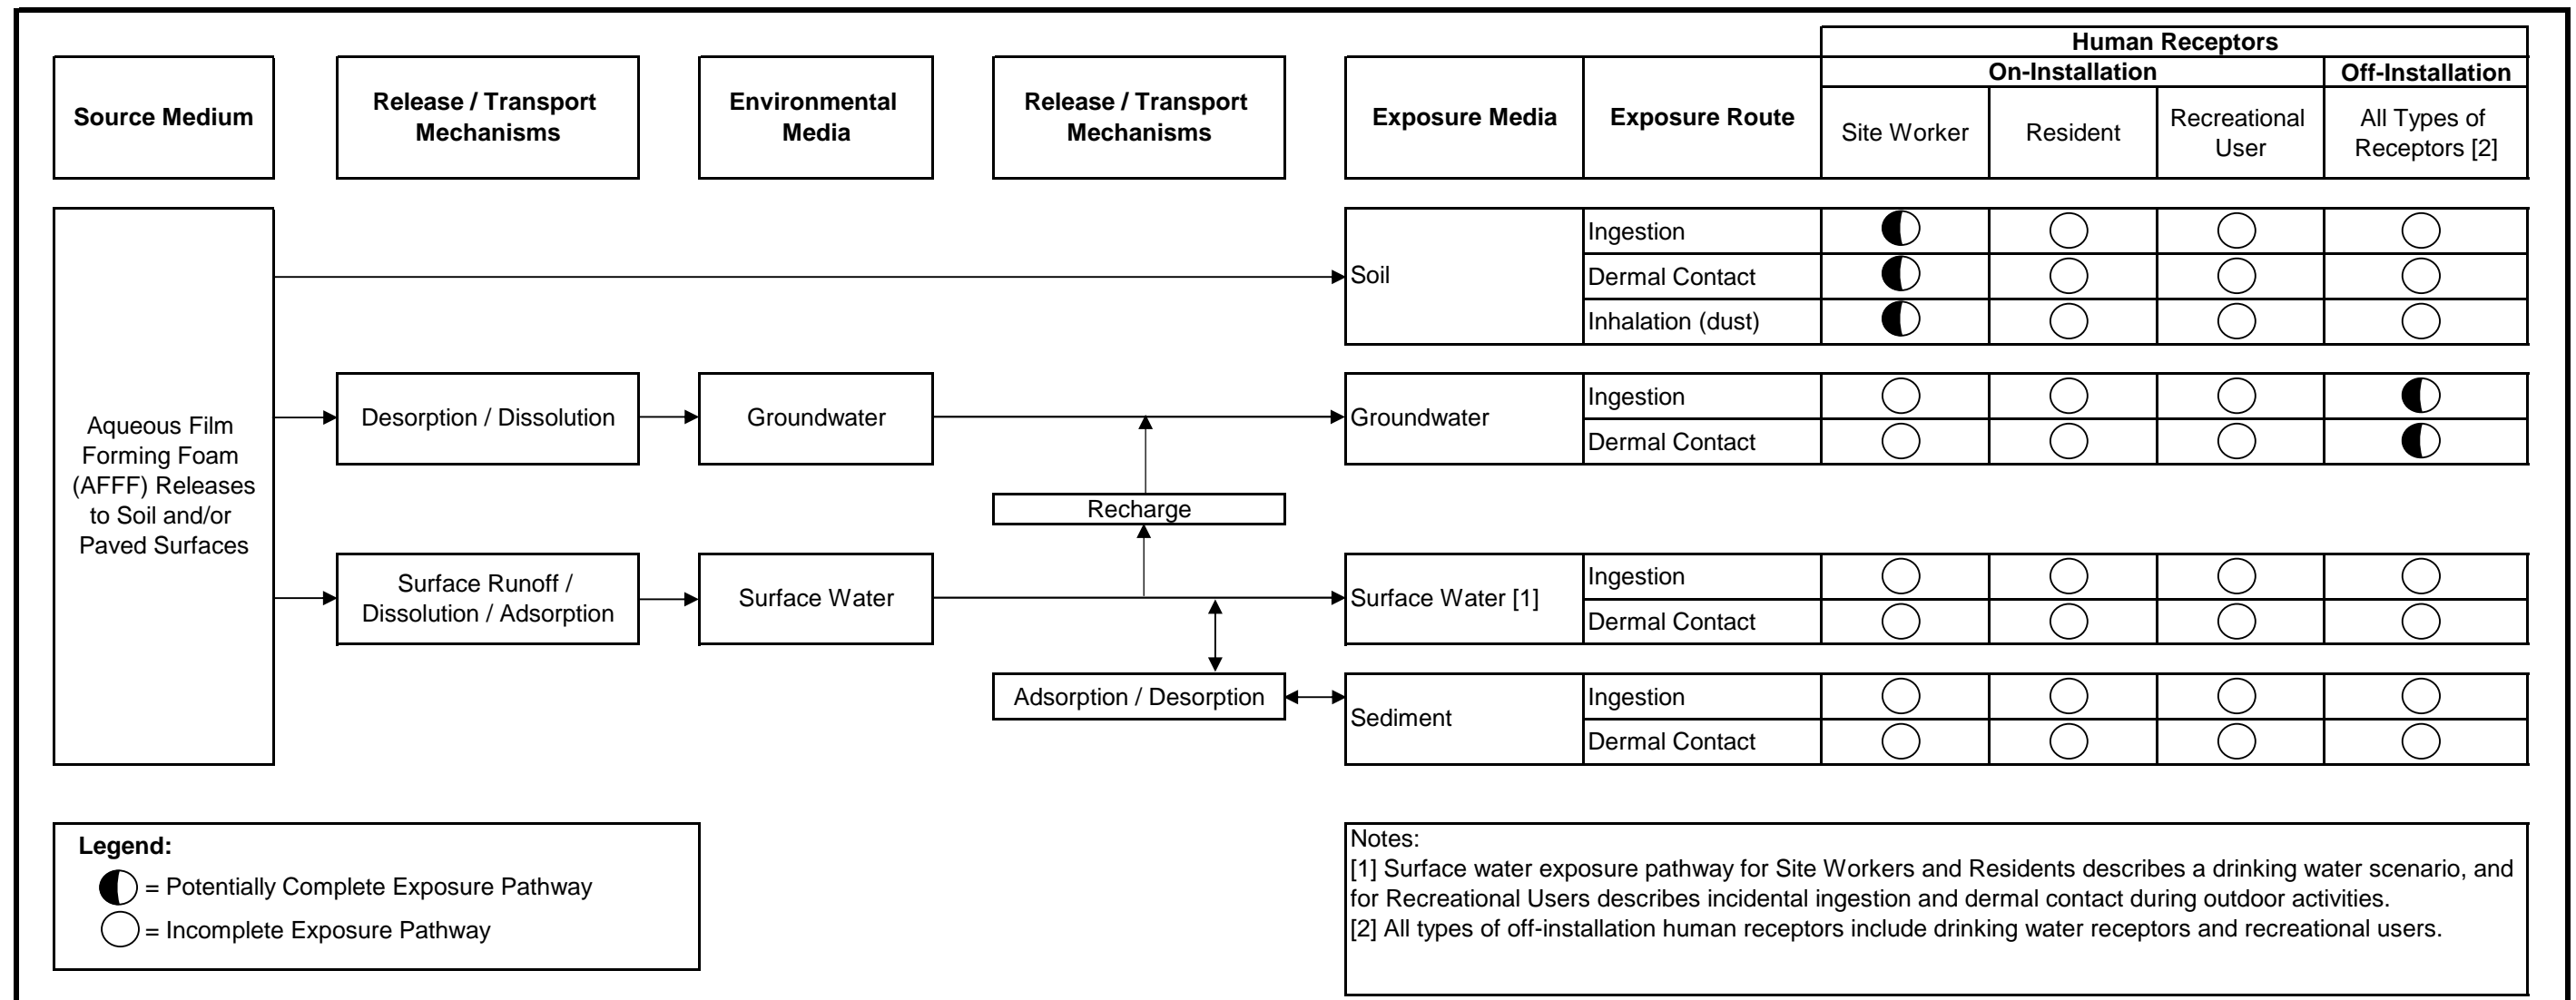 Human Receptors
On-Installation
Off-Installation
Source Medium
Release / Transport
Mechanisms
Environmental
Media
Release / Transport
Mechanisms
Exposure Media
Exposure Route
Site Worker
Resident
Recreational
User
All Types of
Receptors [2]
Aqueous Film
Forming Foam
(AFFF) Releases
to Soil and/or
Paved Surfaces
Soil
Ingestion
Dermal Contact
Inhalation (dust)
Desorption / Dissolution
Groundwater
Groundwater
Ingestion
Dermal Contact
Recharge
Surface Runoff /
Dissolution / Adsorption
Surface Water
Surface Water [1]
Ingestion
Dermal Contact
Adsorption / Desorption
Sediment
Ingestion
Dermal Contact
Legend:
= Potentially Complete Exposure Pathway
= Incomplete Exposure Pathway
Notes:
[1] Surface water exposure pathway for Site Workers and Residents describes a drinking water scenario, and
for Recreational Users describes incidental ingestion and dermal contact during outdoor activities.
[2] All types of off-installation human receptors include drinking water receptors and recreational users.